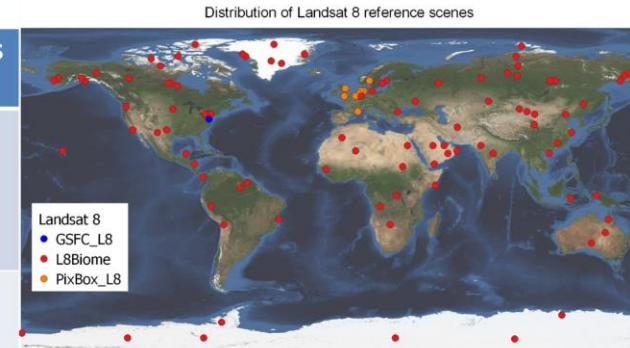 Distribution of Landsat 8 reference scenes
s
Landsat 8
GSFC_L8
L8Biome
PixBox_L8